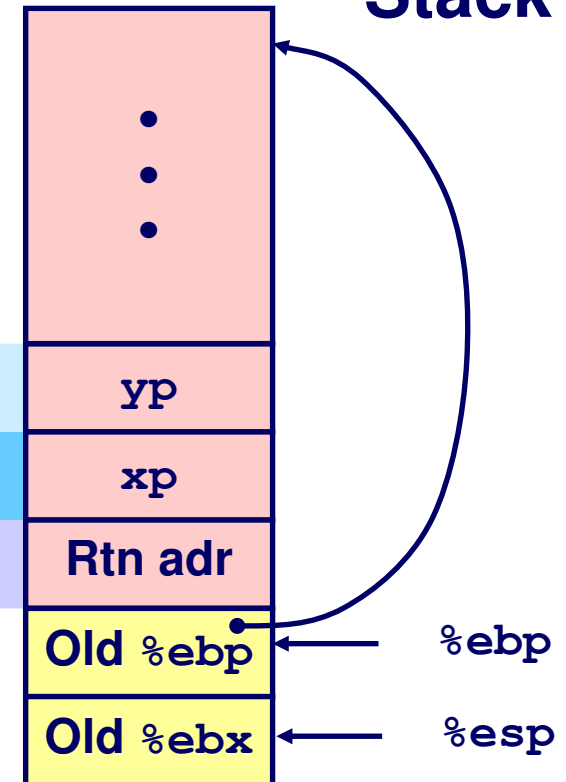 Stack
yp
xp
Rtn adr
Old %ebp
%ebp
Old %ebx
%esp